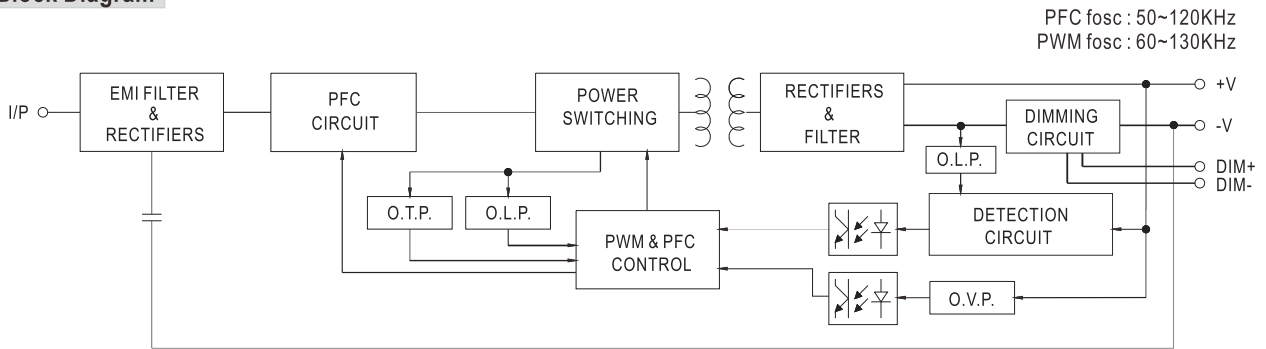 Block Diagram
PFC fosc : 50~120KHz
PWM fosc : 60~130KHz
I/P
EMI FILTER
&
RECTIFIERS
PFC
CIRCUIT
POWER
SWITCHING
RECTIFIERS
&
FILTER
+V
DIMMING
CIRCUIT
-V
O.L.P.
DIM+
DIM-
O.T.P.
O.L.P.
PWM & PFC
CONTROL
DETECTION
CIRCUIT
O.V.P.